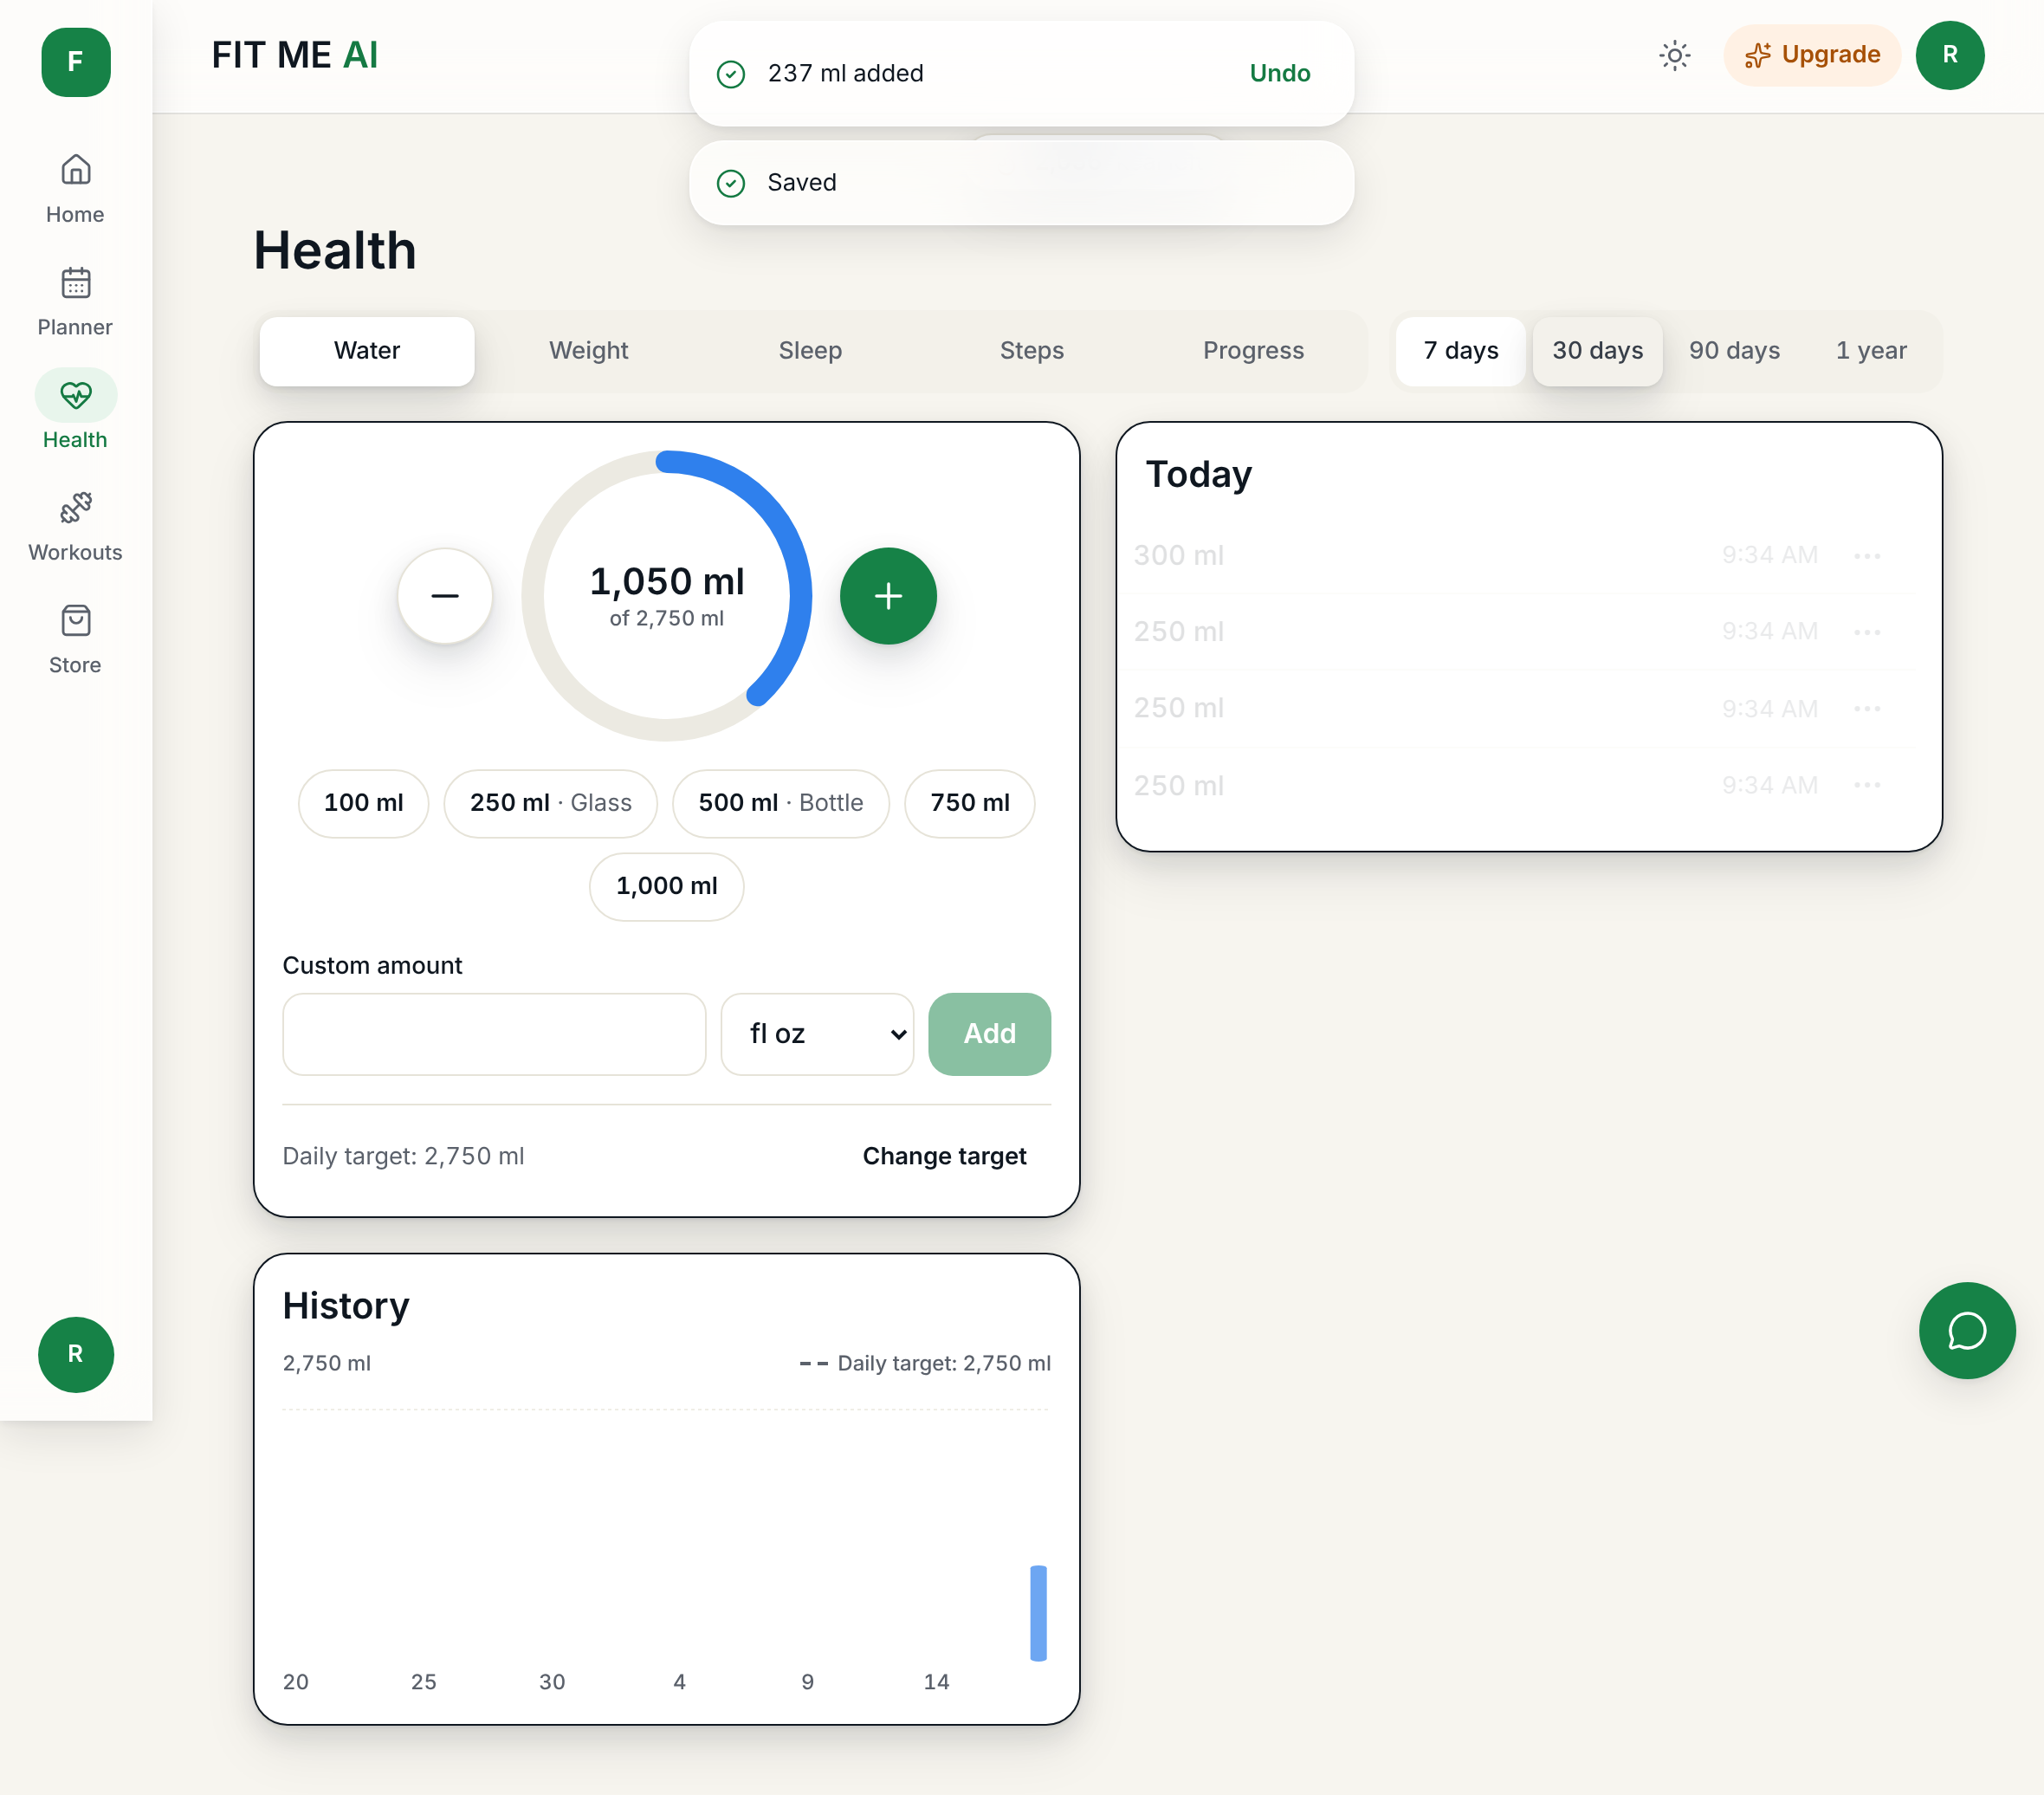 F
FIT ME AI
237 ml added
Undo
Saved
Upgrade
R
Home
Planner
Health
Workouts
Store
R
Health
Water
Weight
Sleep
Steps
Progress
7 days
30 days
90 days
1 year
1,050 ml
of 2,750 ml
100 ml
250 ml · Glass
500 ml · Bottle
750 ml
1,000 ml
Custom amount
fl oz
Add
Daily target: 2,750 ml
Change target
Today
300 ml 9:34 AM
250 ml 9:34 AM
250 ml 9:34 AM
250 ml 9:34 AM
History
2,750 ml
Daily target: 2,750 ml
20 25 30 4 9 14